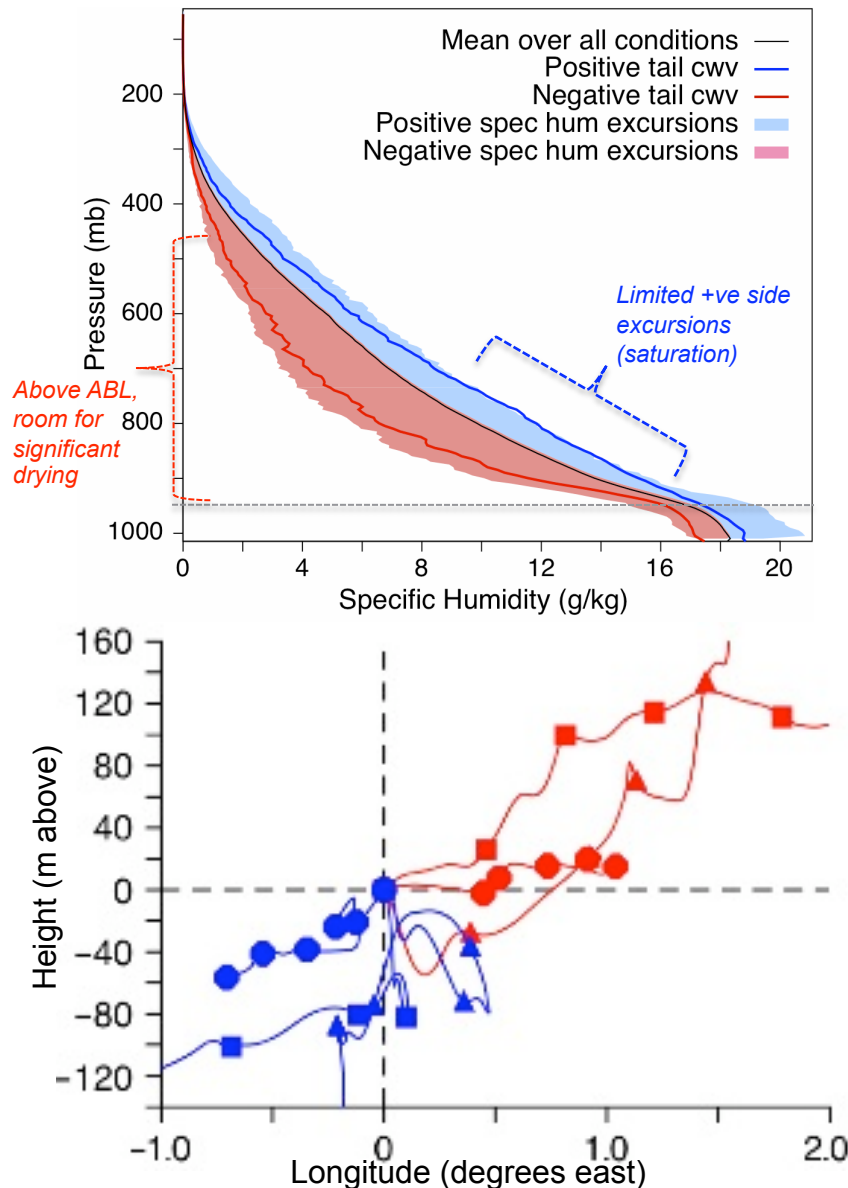 Mean over all conditions
Positive tail cwv
Negative tail cwv
Positive spec hum excursions
Negative spec hum excursions
200
400
600
800
1000
Pressure (mb)
Limited +ve side
excursions
(saturation)
Above ABL,
room for
significant
drying
0 4 8 12 16 20
Specific Humidity (g/kg)
160
120
80
40
0
−40
−80
−120
Height (m above)
−1.0 0 1.0 2.0
Longitude (degrees east)